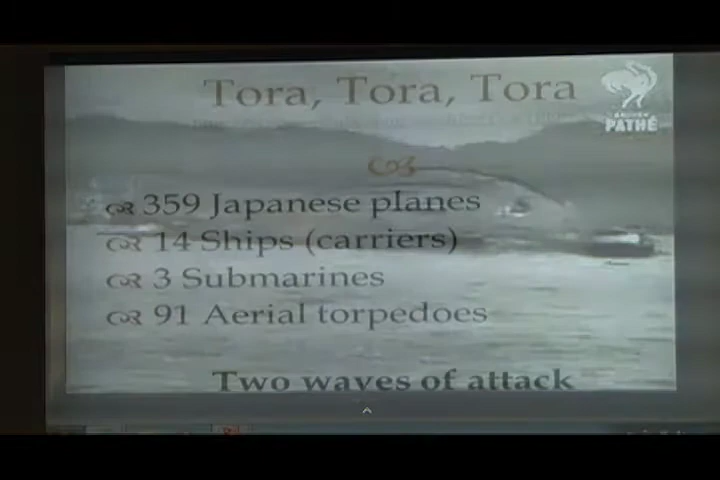 Tora, Tora, Tora
PATHÉ
359 Japanese planes
14 Ships (carriers)
3 Submarines
91 Aerial torpedoes
Two waves of attack